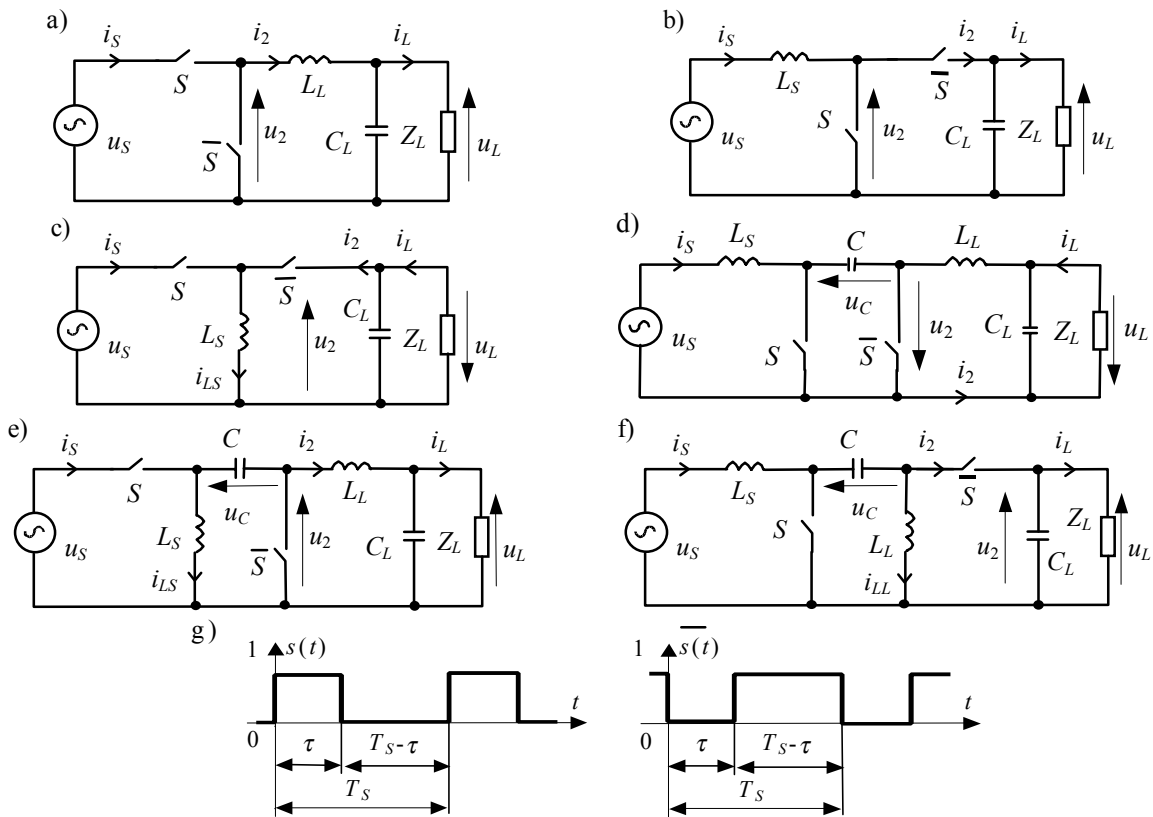 a)
i_S
S
i_2
L_L
i_L
u_S
S̅
u_2
C_L
Z_L
u_L
b)
i_S
L_S
i_2
i_L
S̅
u_S
S
u_2
C_L
Z_L
u_L
c)
i_S
S
S̅
i_2
i_L
u_S
L_S
i_LS
u_2
C_L
Z_L
u_L
d)
i_S
L_S
C
L_L
i_L
u_C
u_S
S
S̅
u_2
i_2
C_L
Z_L
u_L
e)
i_S
S
C
i_2
L_L
i_L
u_C
u_S
L_S
i_LS
S̅
u_2
C_L
Z_L
u_L
f)
i_S
L_S
C
i_2
S̅
i_L
u_C
u_S
S
L_L
i_LL
u_2
C_L
Z_L
u_L
g)
1
s(t)
0
t
τ
T_S-τ
T_S
1
s̅(̅t̅)̅
0
t
τ
T_S-τ
T_S